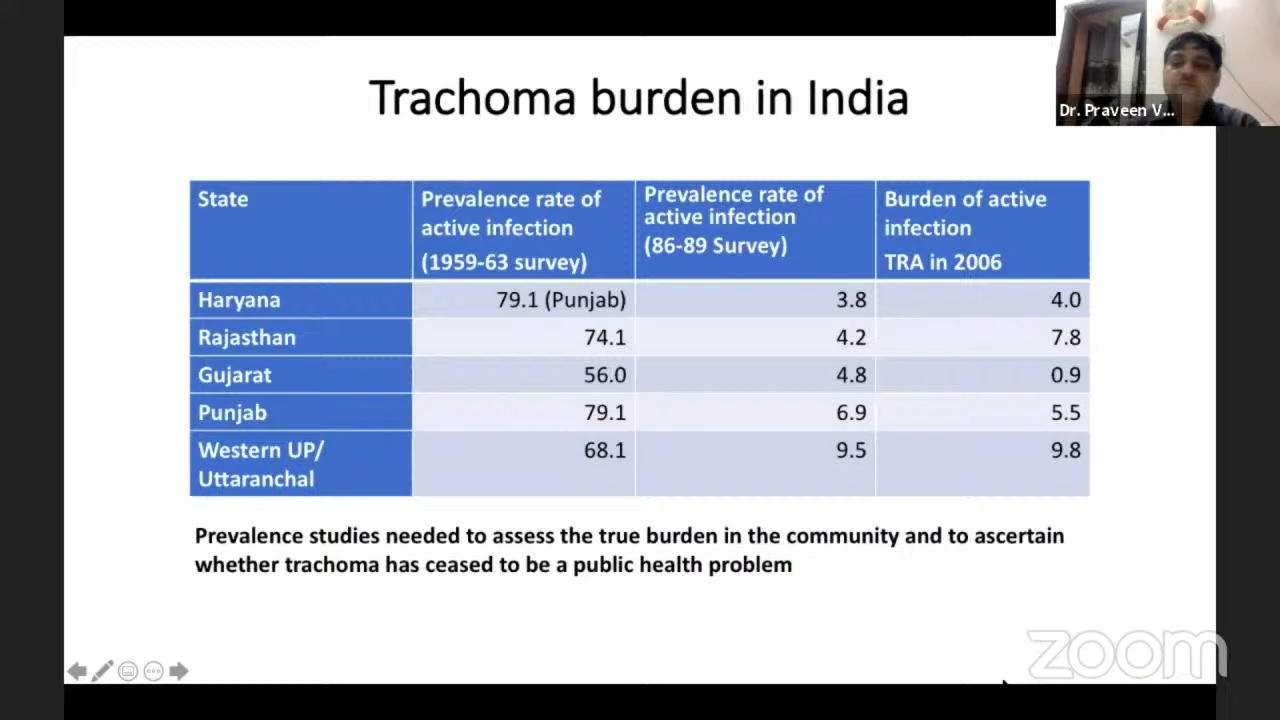 Trachoma burden in India
Dr. Praveen V...
State
Prevalence rate of
active infection
(1959-63 survey)
Prevalence rate of
active infection
(86-89 Survey)
Burden of active
infection
TRA in 2006
Haryana 79.1 (Punjab) 3.8 4.0
Rajasthan 74.1 4.2 7.8
Gujarat 56.0 4.8 0.9
Punjab 79.1 6.9 5.5
Western UP/ 68.1 9.5 9.8
Uttaranchal
Prevalence studies needed to assess the true burden in the community and to ascertain
whether trachoma has ceased to be a public health problem
zoom